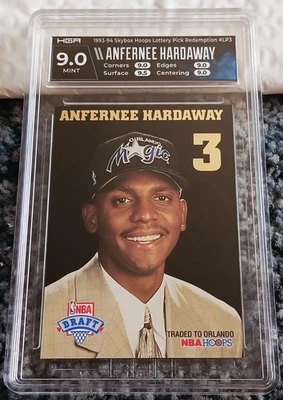 HGA
1993-94 Skybox Hoops Lottery Pick Redemption #LP3
9.0
MINT
\\ ANFERNEE HARDAWAY
Corners 9.0 Edges 9.0
Surface 9.5 Centering 9.0
ANFERNEE HARDAWAY
3
ORLANDO
Magic
NBA
DRAFT
TRADED TO ORLANDO
NBA HOOPS